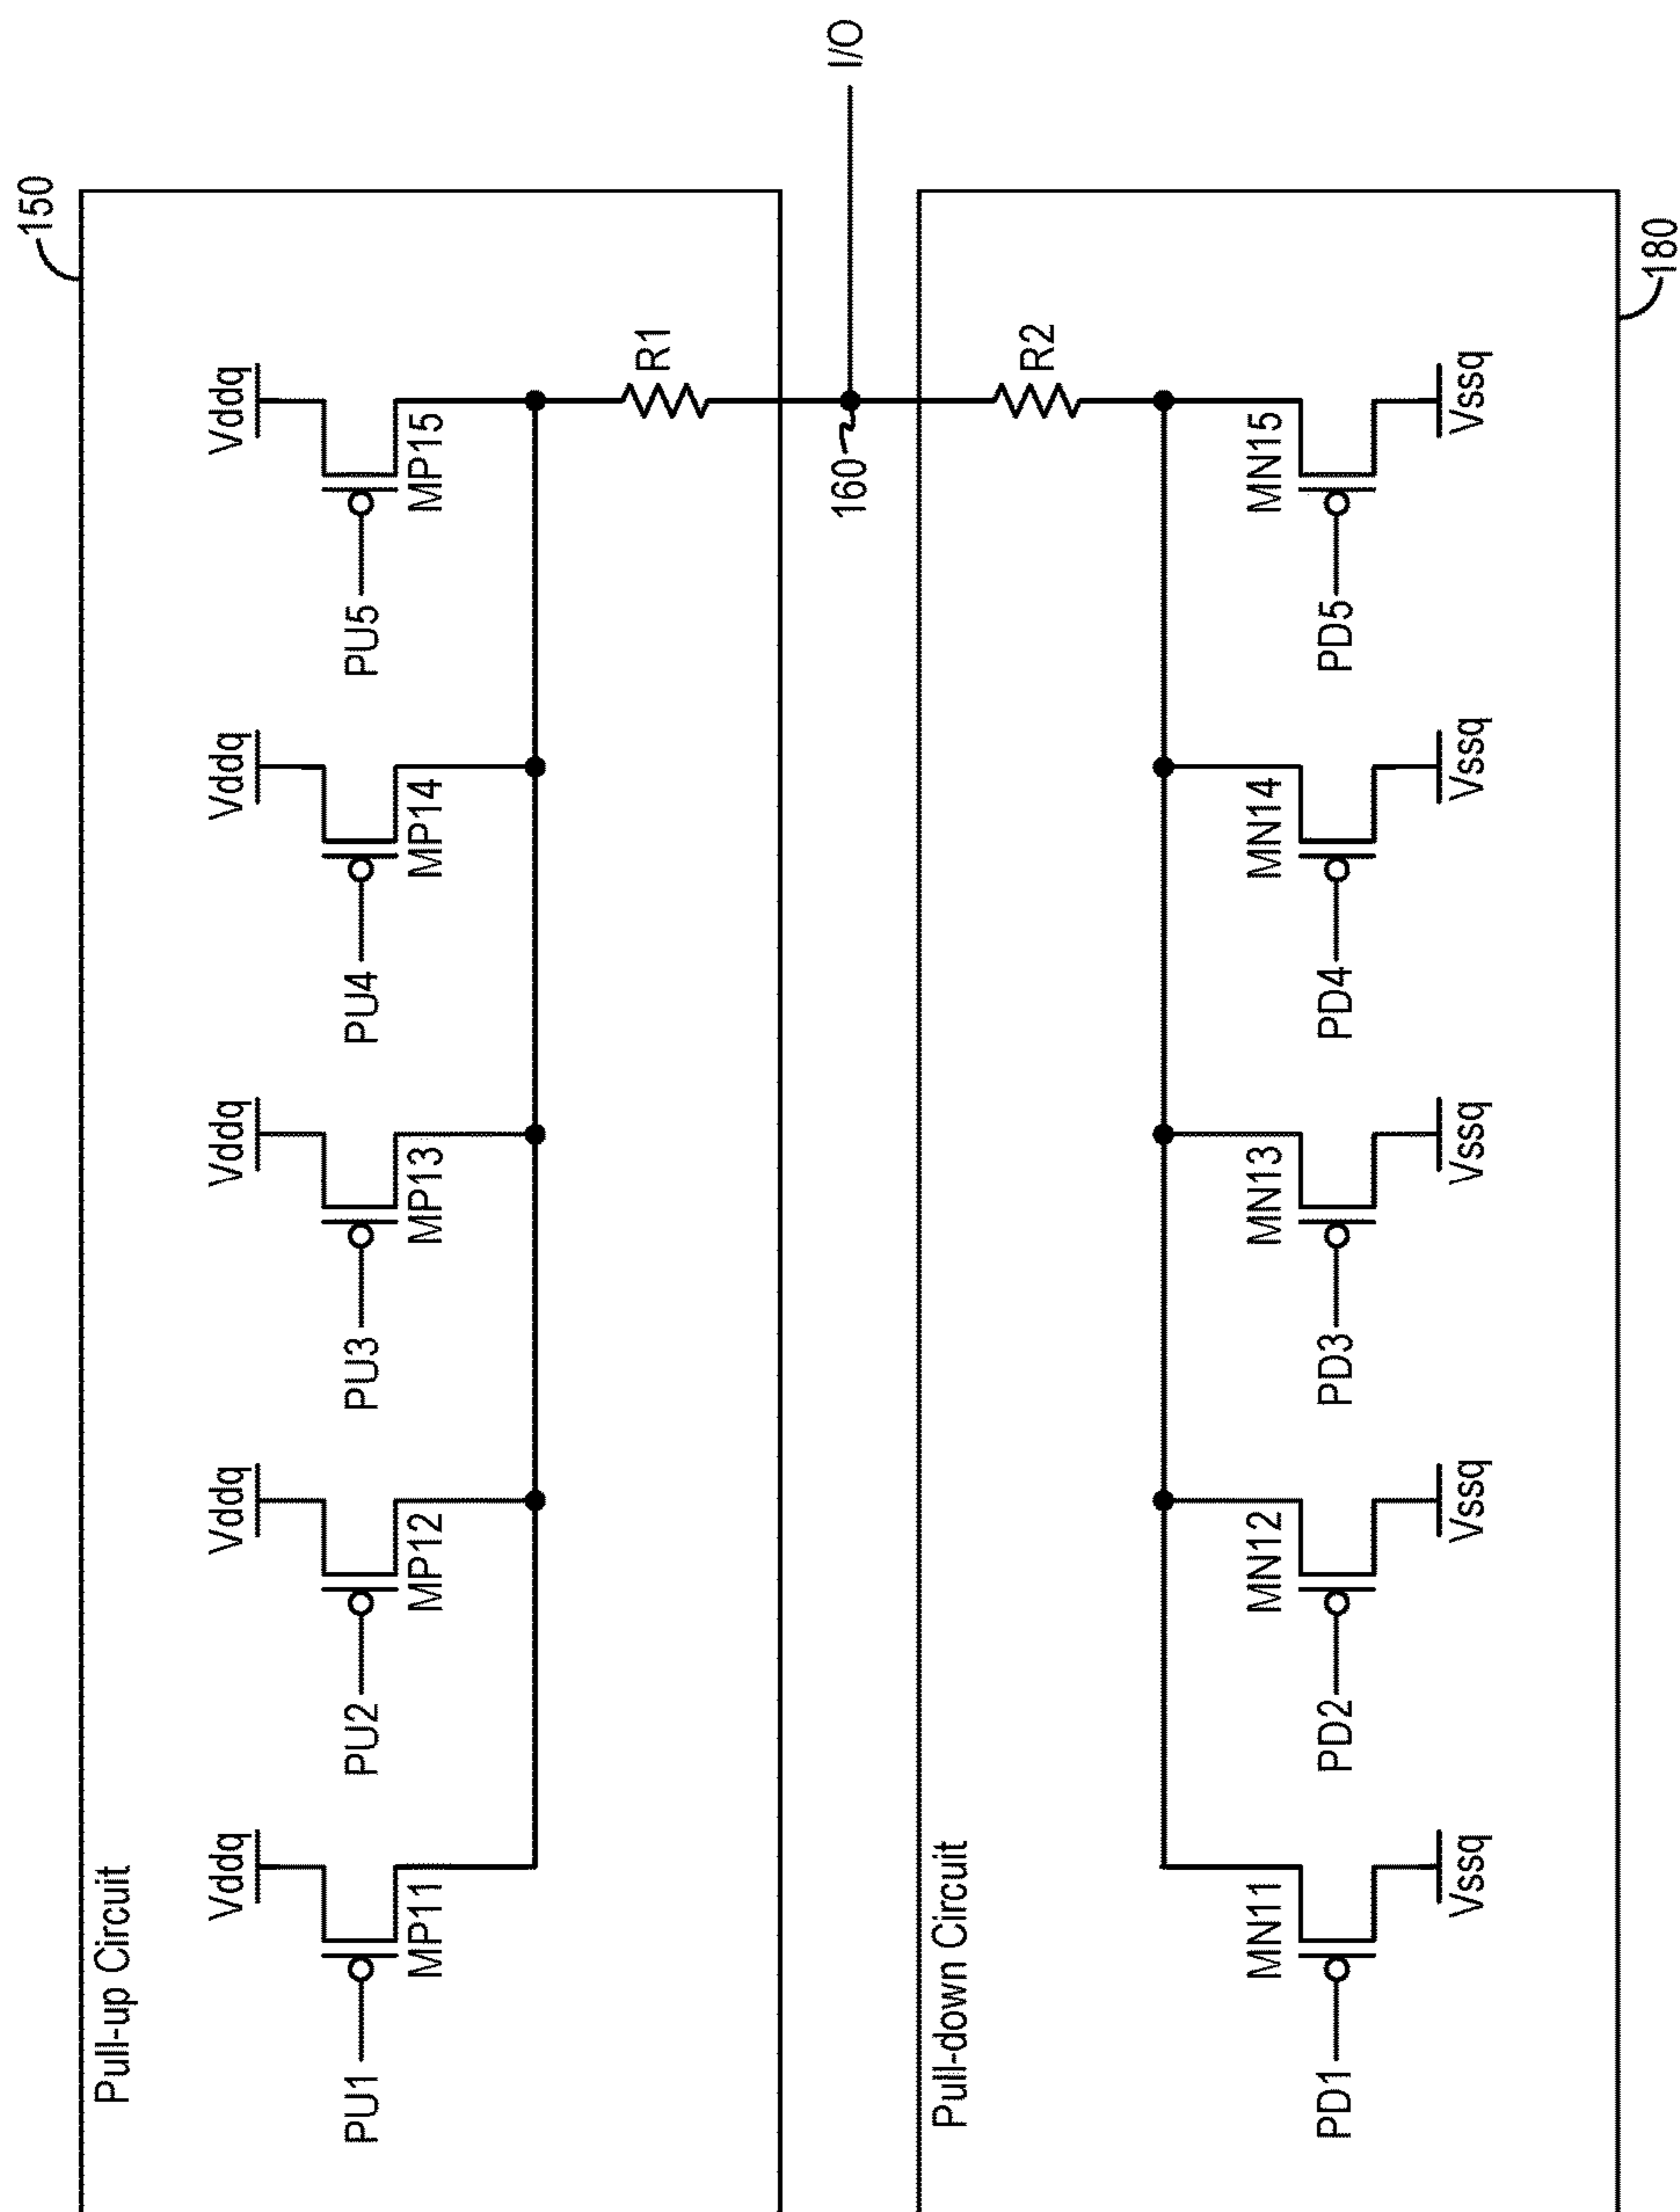 150
Pull-up Circuit
Vddq Vddq Vddq Vddq Vddq
PU1 PU2 PU3 PU4 PU5
MP11 MP12 MP13 MP14 MP15
R1
160 I/O
Pull-down Circuit
R2
MN11 MN12 MN13 MN14 MN15
PD1 PD2 PD3 PD4 PD5
Vssq Vssq Vssq Vssq Vssq
180